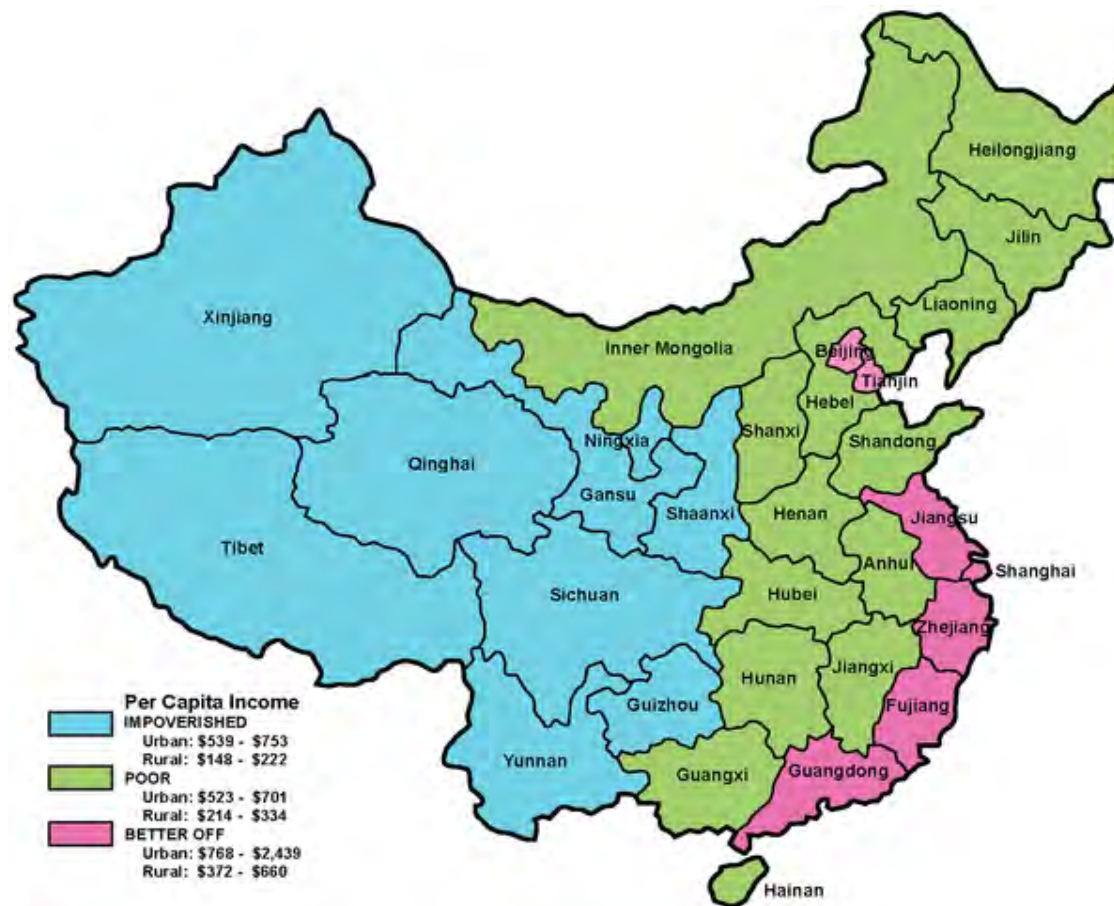 Heilongjiang
Jilin
Liaoning
Xinjiang
Inner Mongolia
Beijing
Tianjin
Hebei
Shanxi
Shandong
Ningxia
Qinghai
Gansu
Shaanxi
Henan
Jiangsu
Tibet
Anhui
Shanghai
Sichuan
Hubei
Zhejiang
Hunan
Jiangxi
Guizhou
Fujiang
Yunnan
Guangxi
Guangdong
Hainan
Per Capita Income
IMPOVERISHED
Urban: $539 - $753
Rural: $148 - $222
POOR
Urban: $523 - $701
Rural: $214 - $334
BETTER OFF
Urban: $768 - $2,439
Rural: $372 - $660